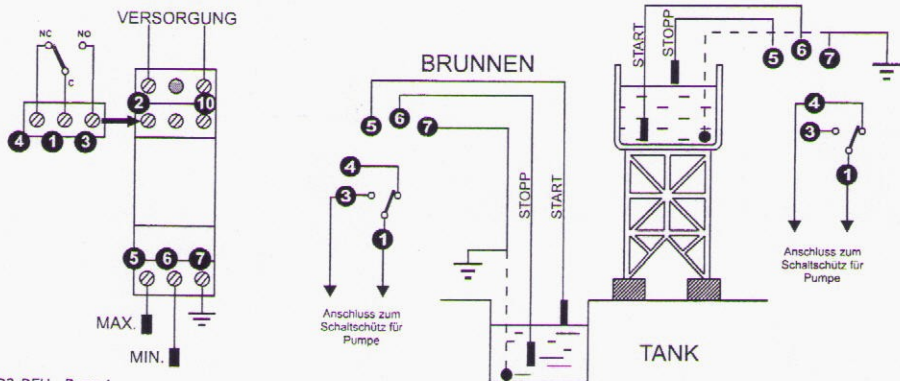 VERSORGUNG
NC
NO
C
2
10
4
1
3
5
6
7
MAX.
MIN.
BRUNNEN
5
6
7
4
3
1
STOPP
START
Anschluss zum
Schaltschütz für
Pumpe
START
STOPP
5
6
7
4
3
1
Anschluss zum
Schaltschütz für
Pumpe
TANK